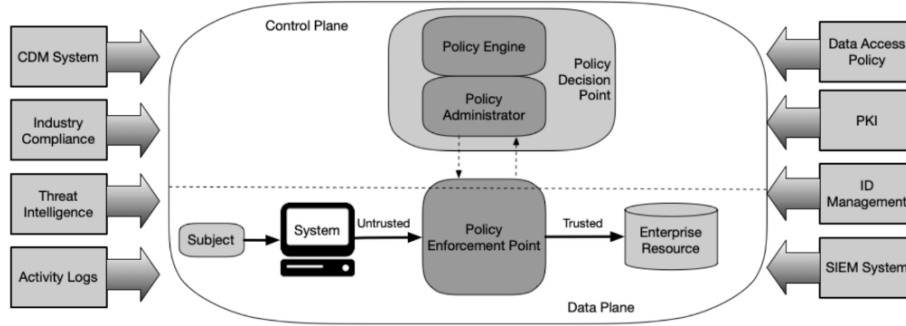 Control Plane
CDM System
Industry
Compliance
Threat
Intelligence
Activity Logs
Policy Engine
Policy
Administrator
Policy
Decision
Point
Subject
System
Untrusted
Policy
Enforcement Point
Trusted
Enterprise
Resource
Data Plane
Data Access
Policy
PKI
ID
Management
SIEM System